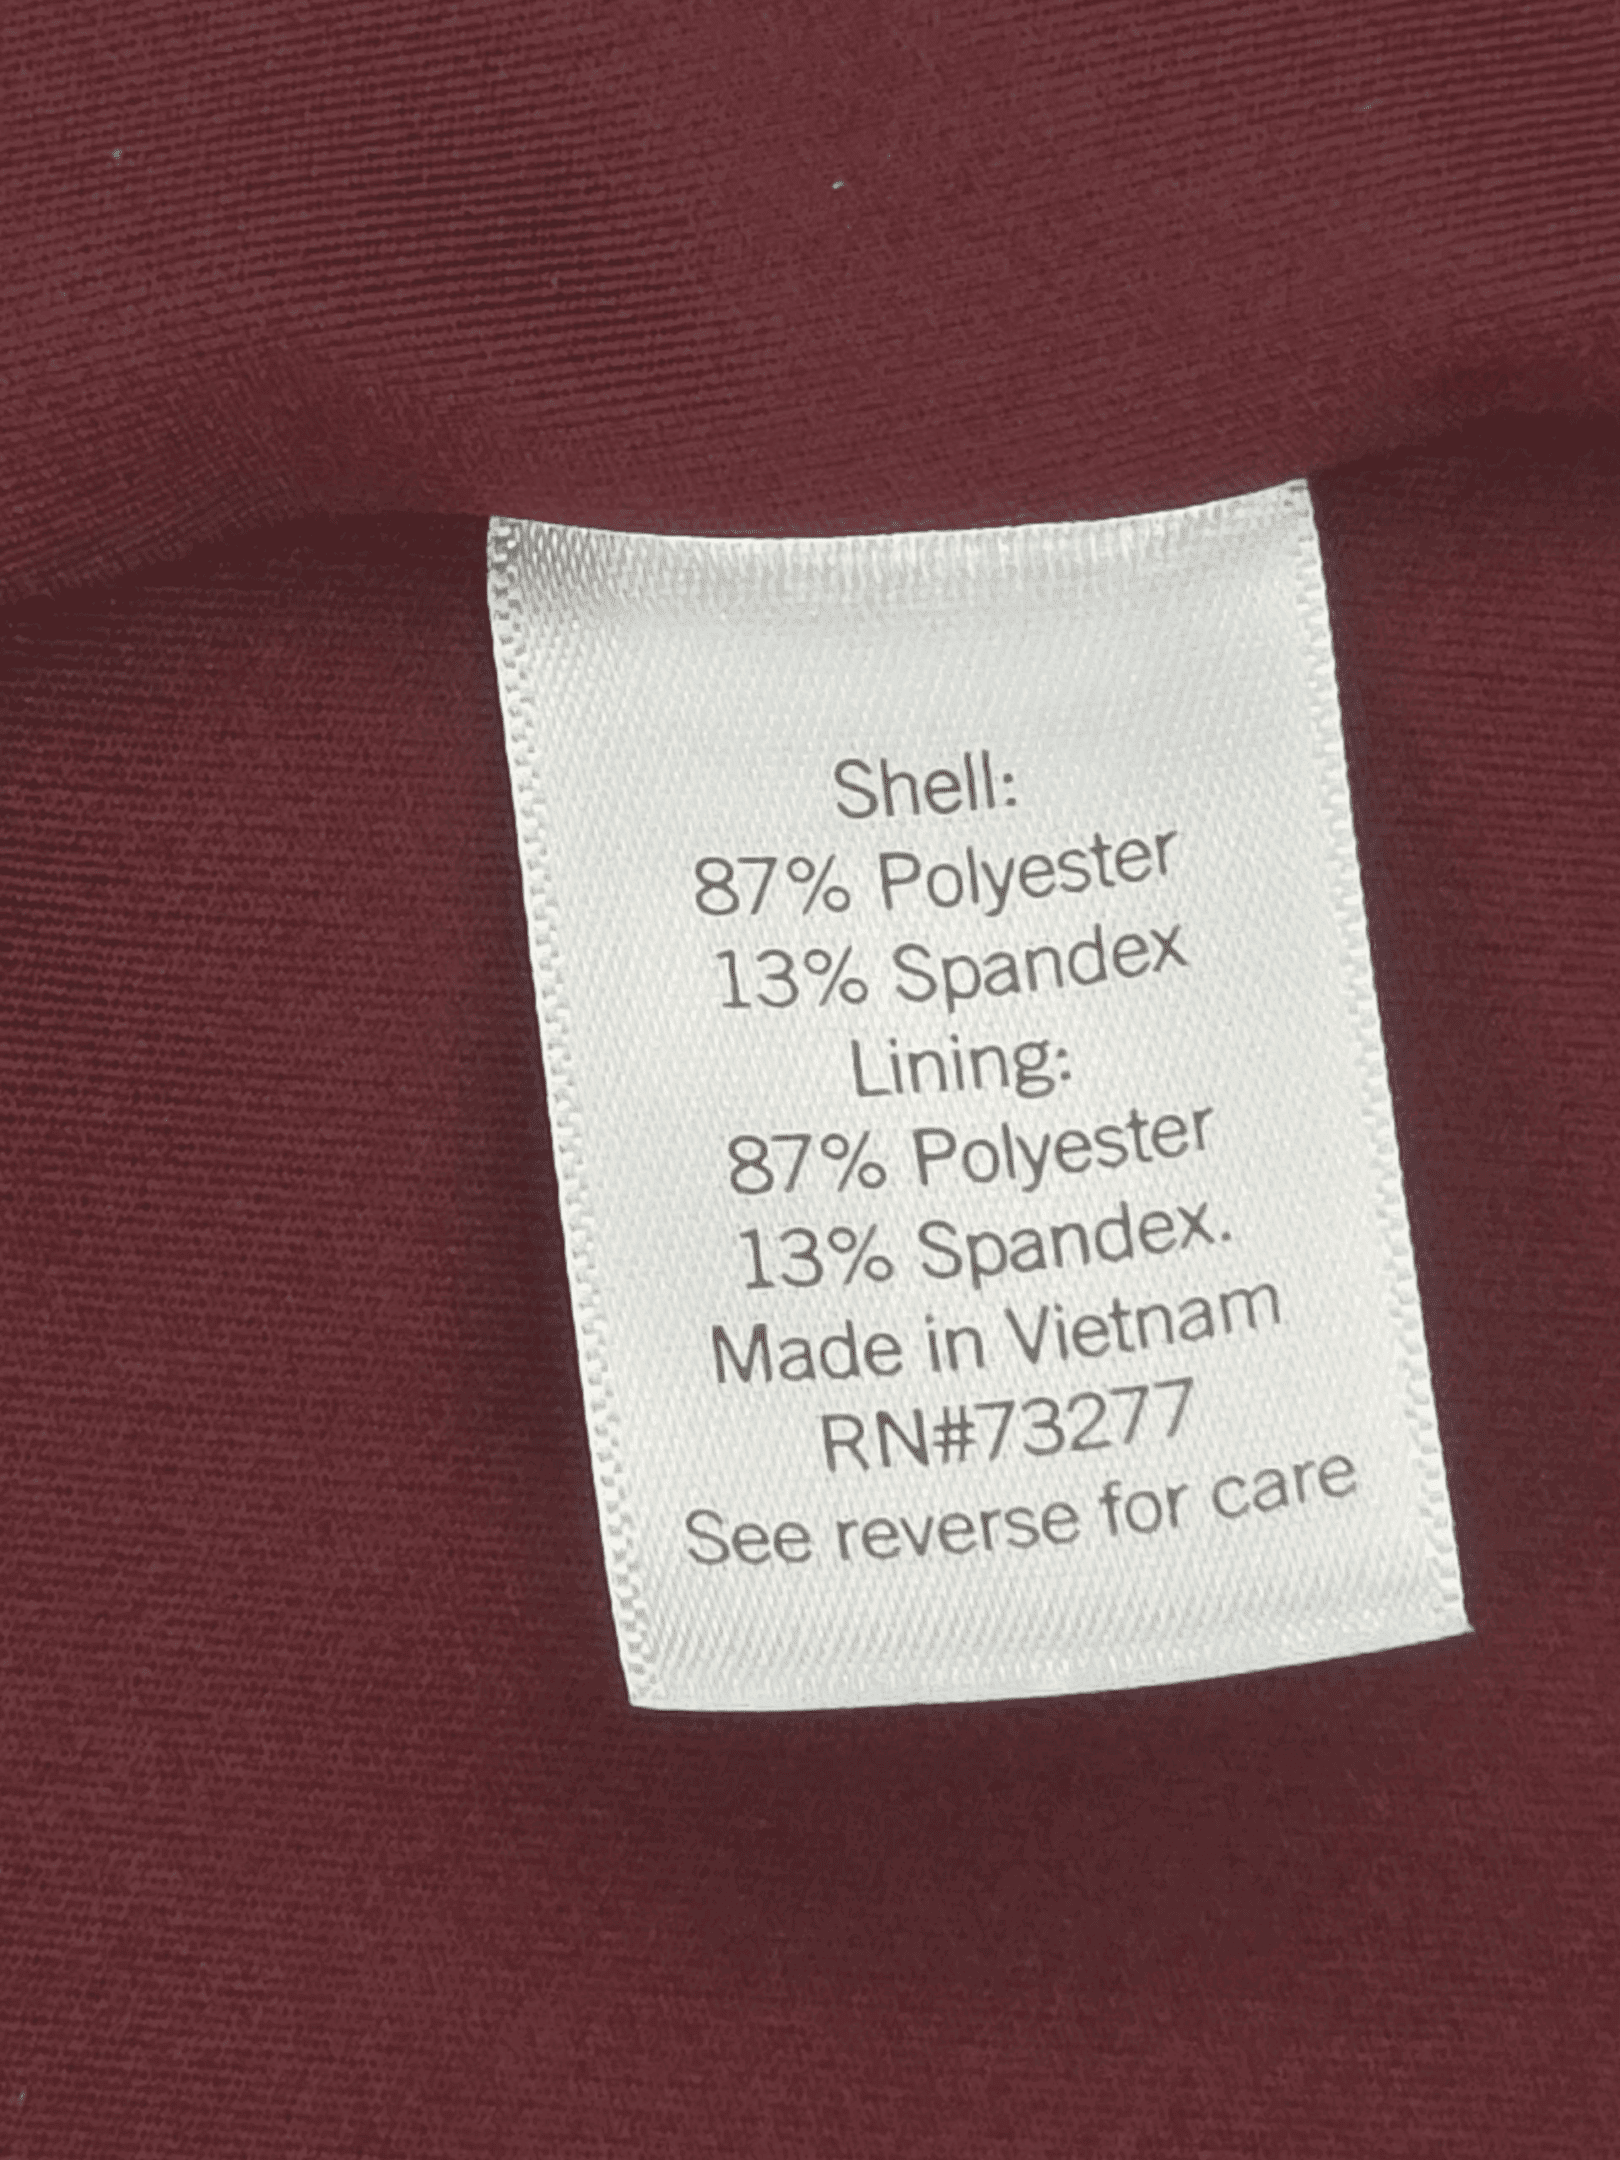 Shell:
87% Polyester
13% Spandex
Lining:
87% Polyester
13% Spandex.
Made in Vietnam
RN#73277
See reverse for care